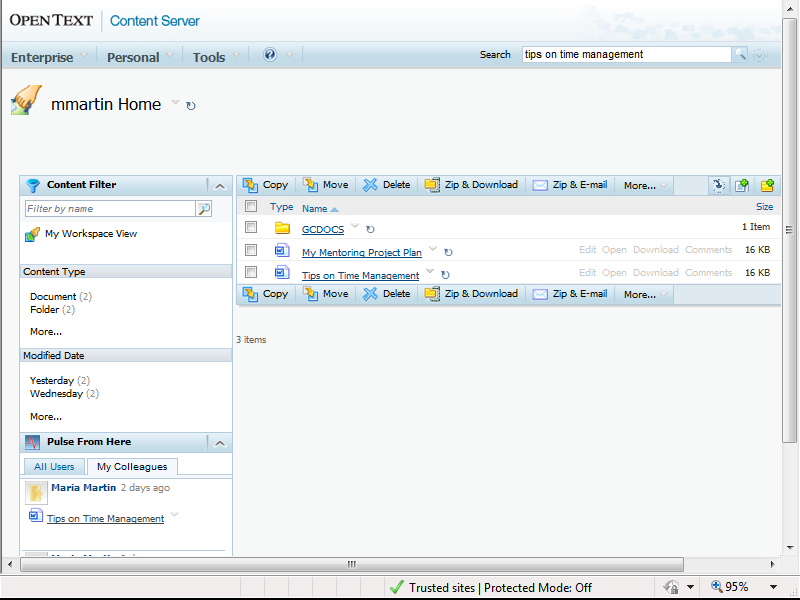 OPENTEXT | Content Server
Enterprise Personal Tools Search tips on time management
mmartin Home
Content Filter
Filter by name
My Workspace View
Content Type
Document (2)
Folder (2)
More...
Modified Date
Yesterday (2)
Wednesday (2)
More...
Pulse From Here
All Users My Colleagues
Maria Martin 2 days ago
Tips on Time Management
Copy Move Delete Zip & Download Zip & E-mail More...
Type Name Size
GCDOCS 1 Item
My Mentoring Project Plan Edit Open Download Comments 16 KB
Tips on Time Management Edit Open Download Comments 16 KB
Copy Move Delete Zip & Download Zip & E-mail More...
3 items
Trusted sites | Protected Mode: Off 95%